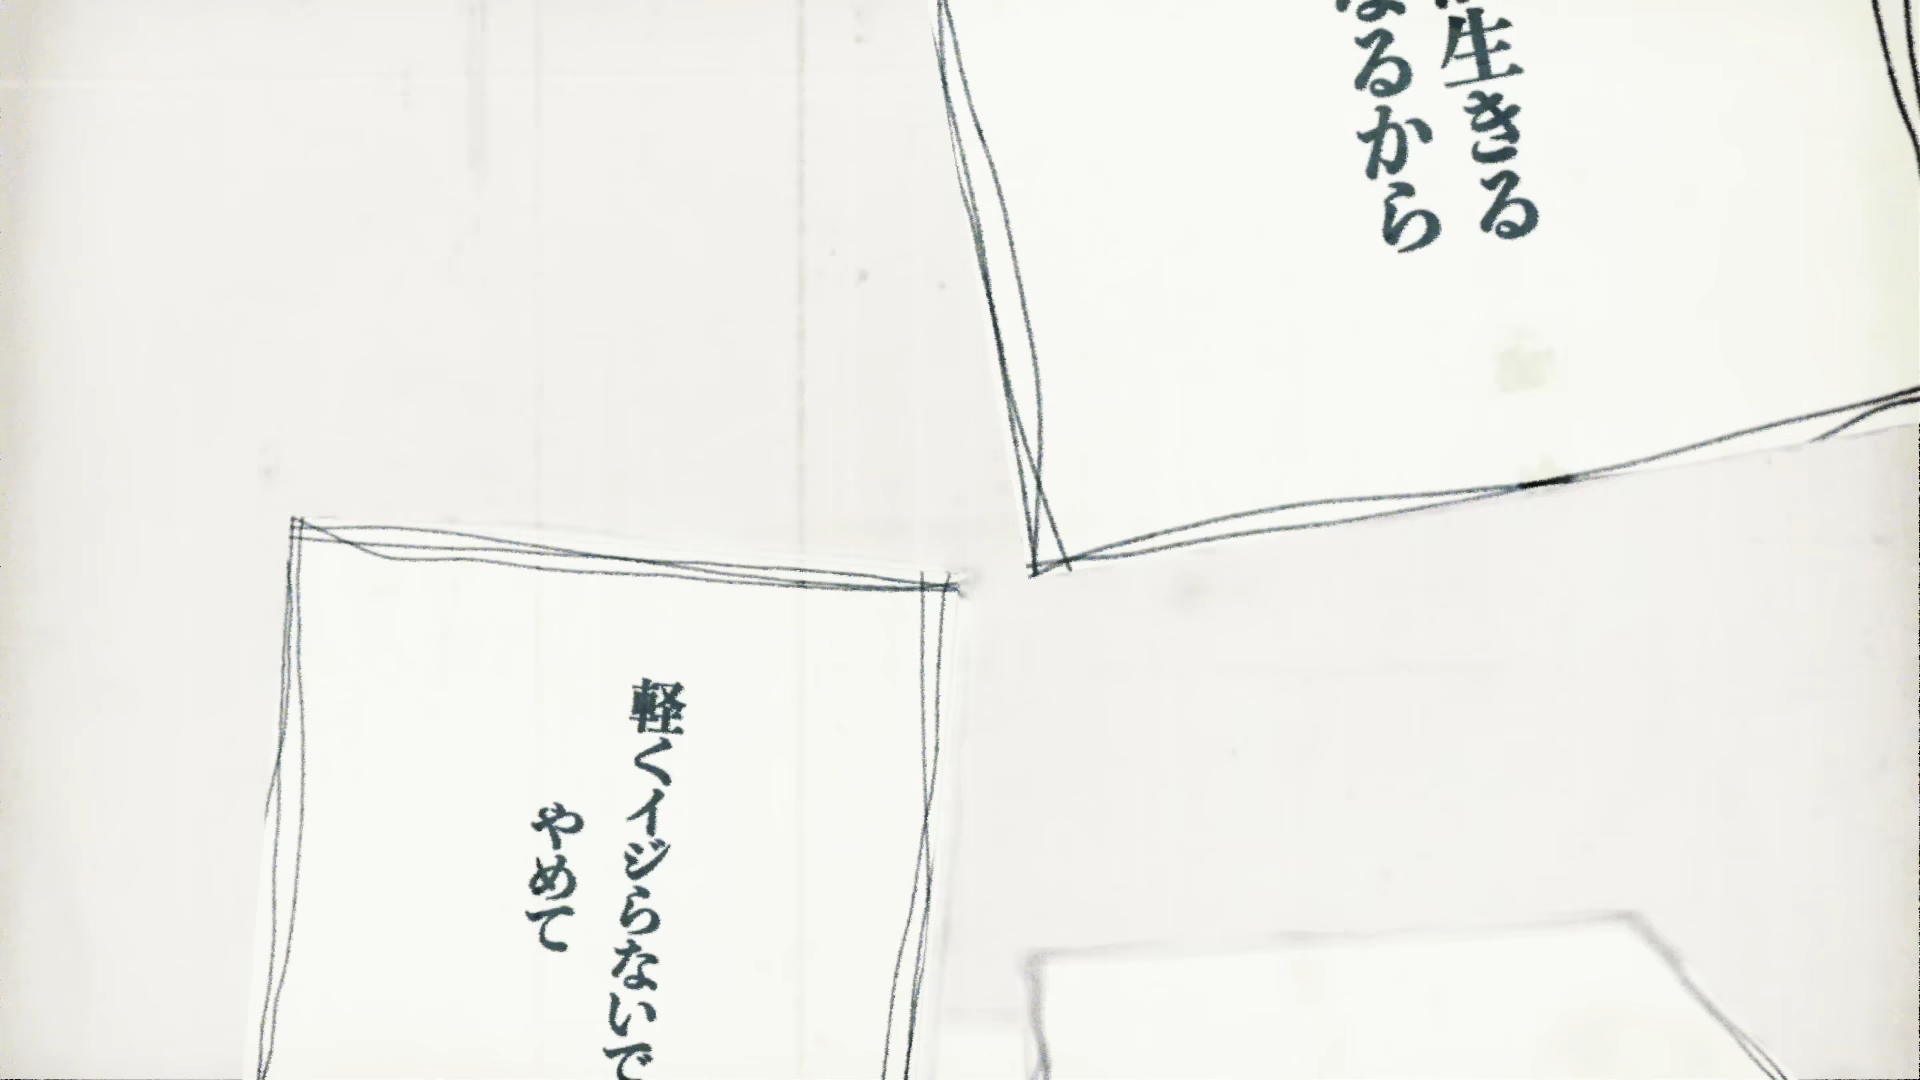 生きる
るから
軽くイジらないで
やめて